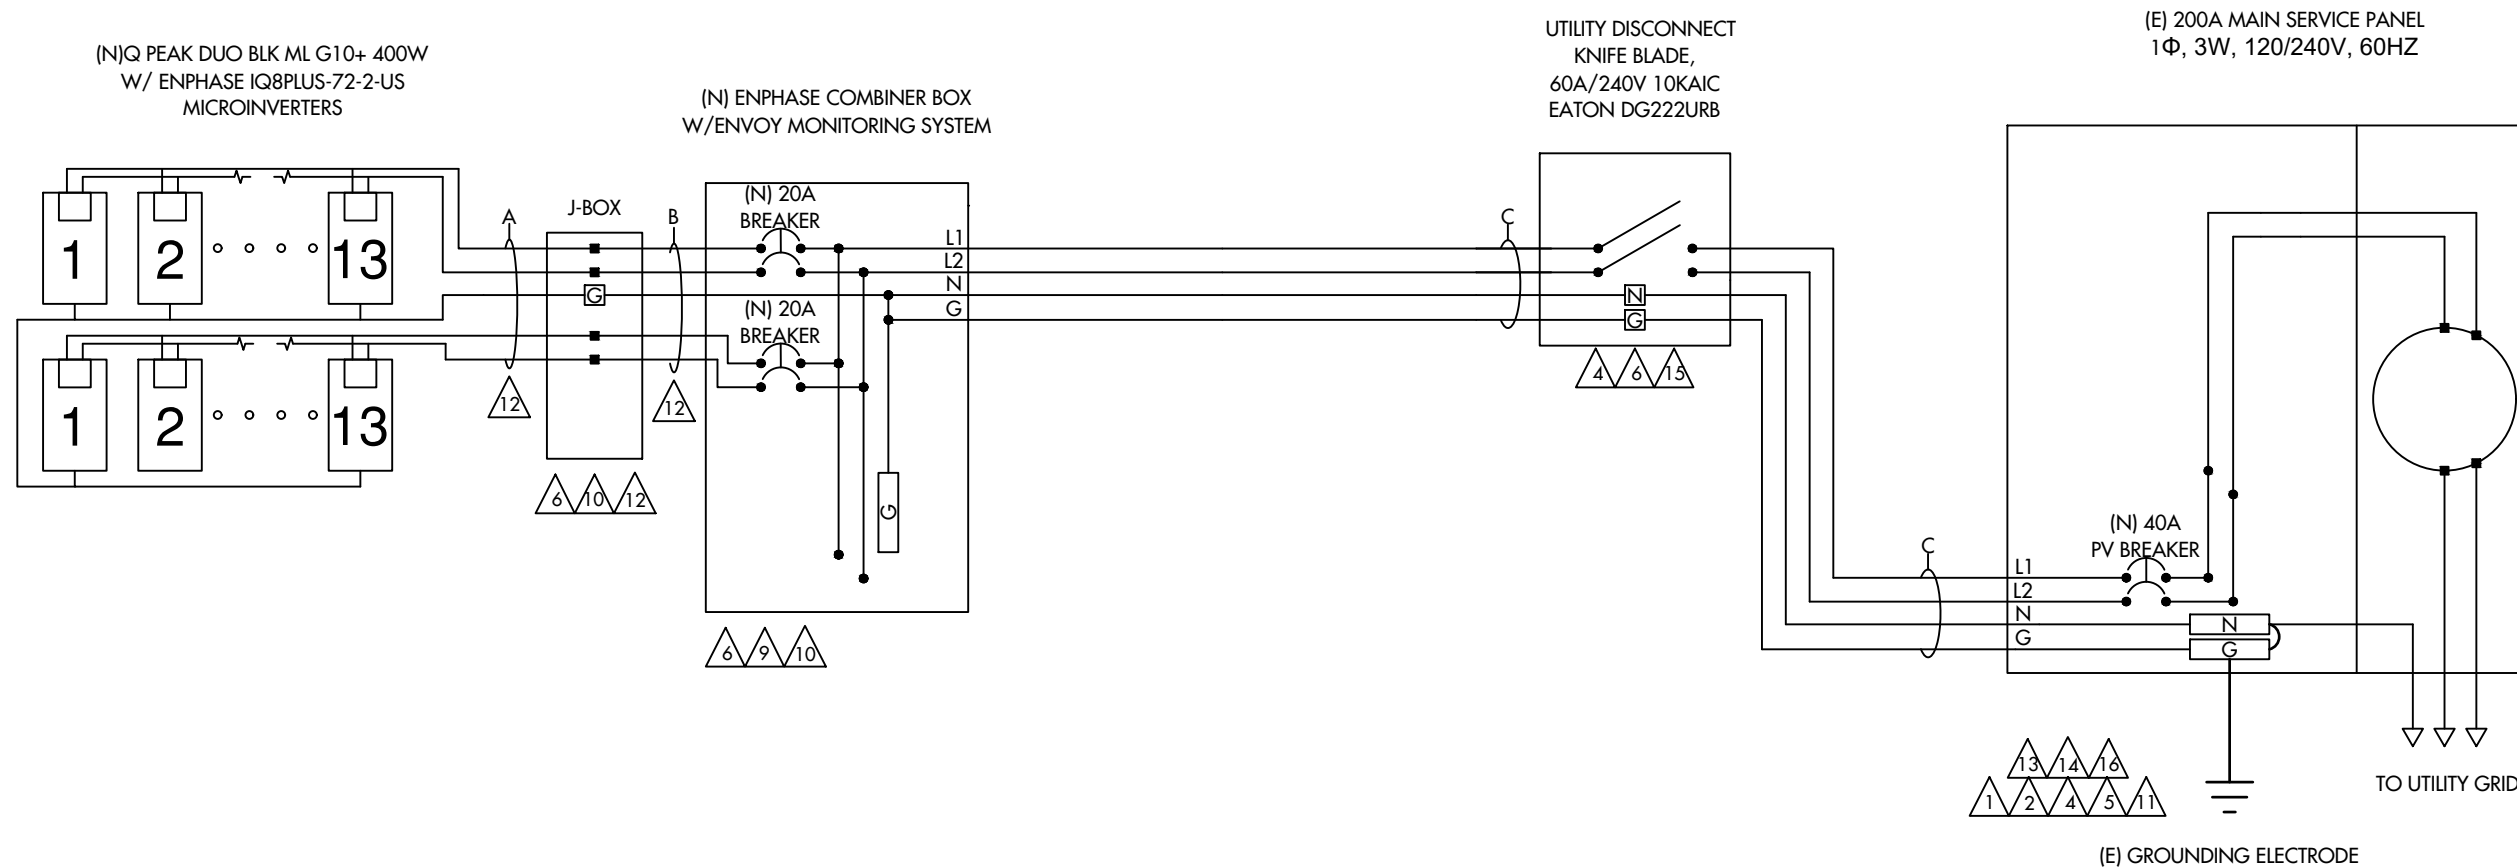 (N)Q PEAK DUO BLK ML G10+ 400W
W/ ENPHASE IQ8PLUS-72-2-US
MICROINVERTERS
(N) ENPHASE COMBINER BOX
W/ENVOY MONITORING SYSTEM
UTILITY DISCONNECT
KNIFE BLADE,
60A/240V 10KAIC
EATON DG222URB
(E) 200A MAIN SERVICE PANEL
1Φ, 3W, 120/240V, 60HZ
1
2
13
1
2
13
A
12
J-BOX
G
6
10
12
B
12
(N) 20A
BREAKER
(N) 20A
BREAKER
L1
L2
N
G
G
6
9
10
C
N
G
4
6
15
C
L1
L2
N
G
(N) 40A
PV BREAKER
N
G
13
14
16
1
2
4
5
11
TO UTILITY GRID
(E) GROUNDING ELECTRODE